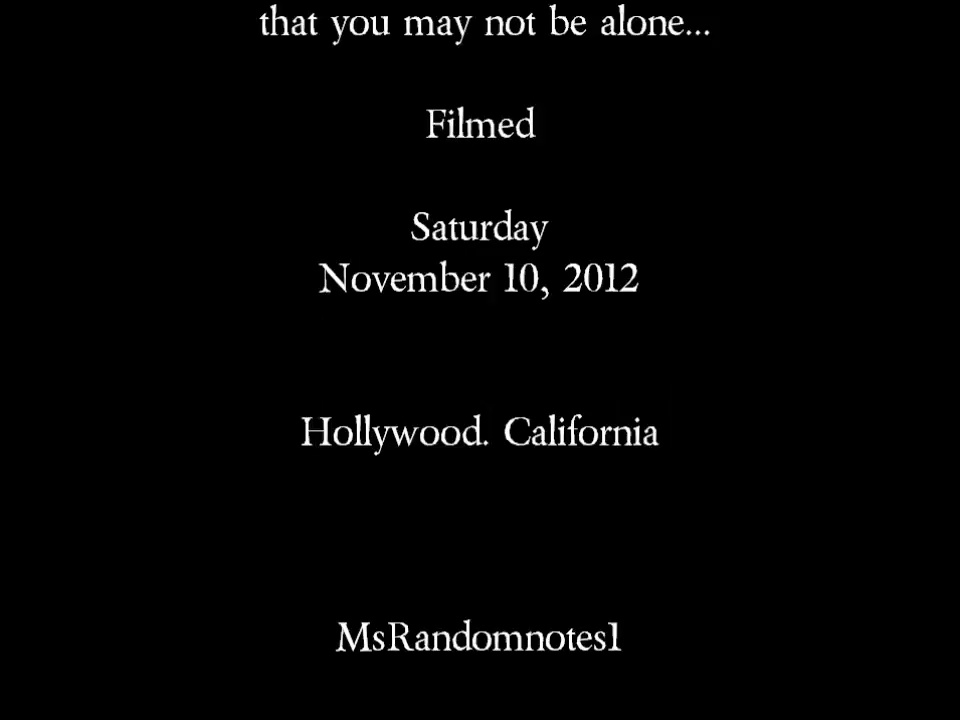 that you may not be alone...
Filmed
Saturday
November 10, 2012
Hollywood. California
MsRandomnotes1